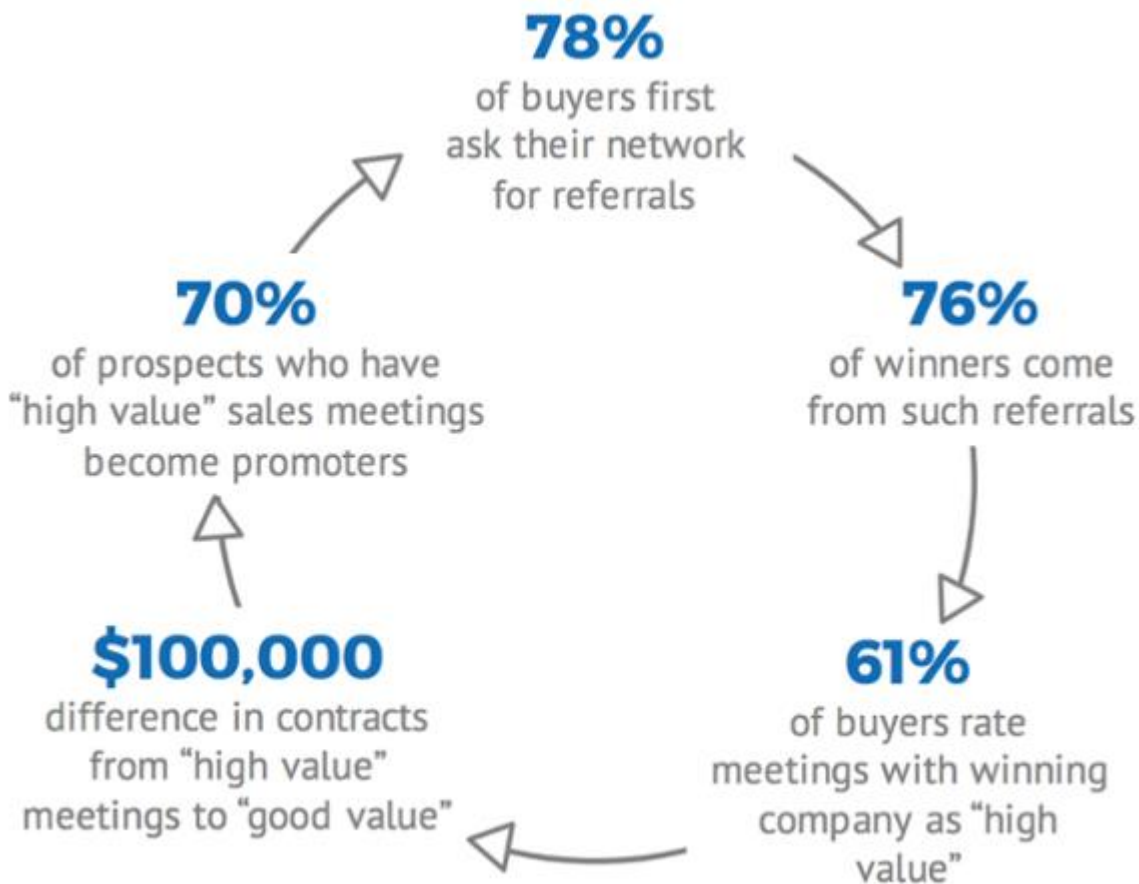 78%
of buyers first
ask their network
for referrals
76%
of winners come
from such referrals
61%
of buyers rate
meetings with winning
company as “high
value”
$100,000
difference in contracts
from “high value”
meetings to “good value”
70%
of prospects who have
“high value” sales meetings
become promoters